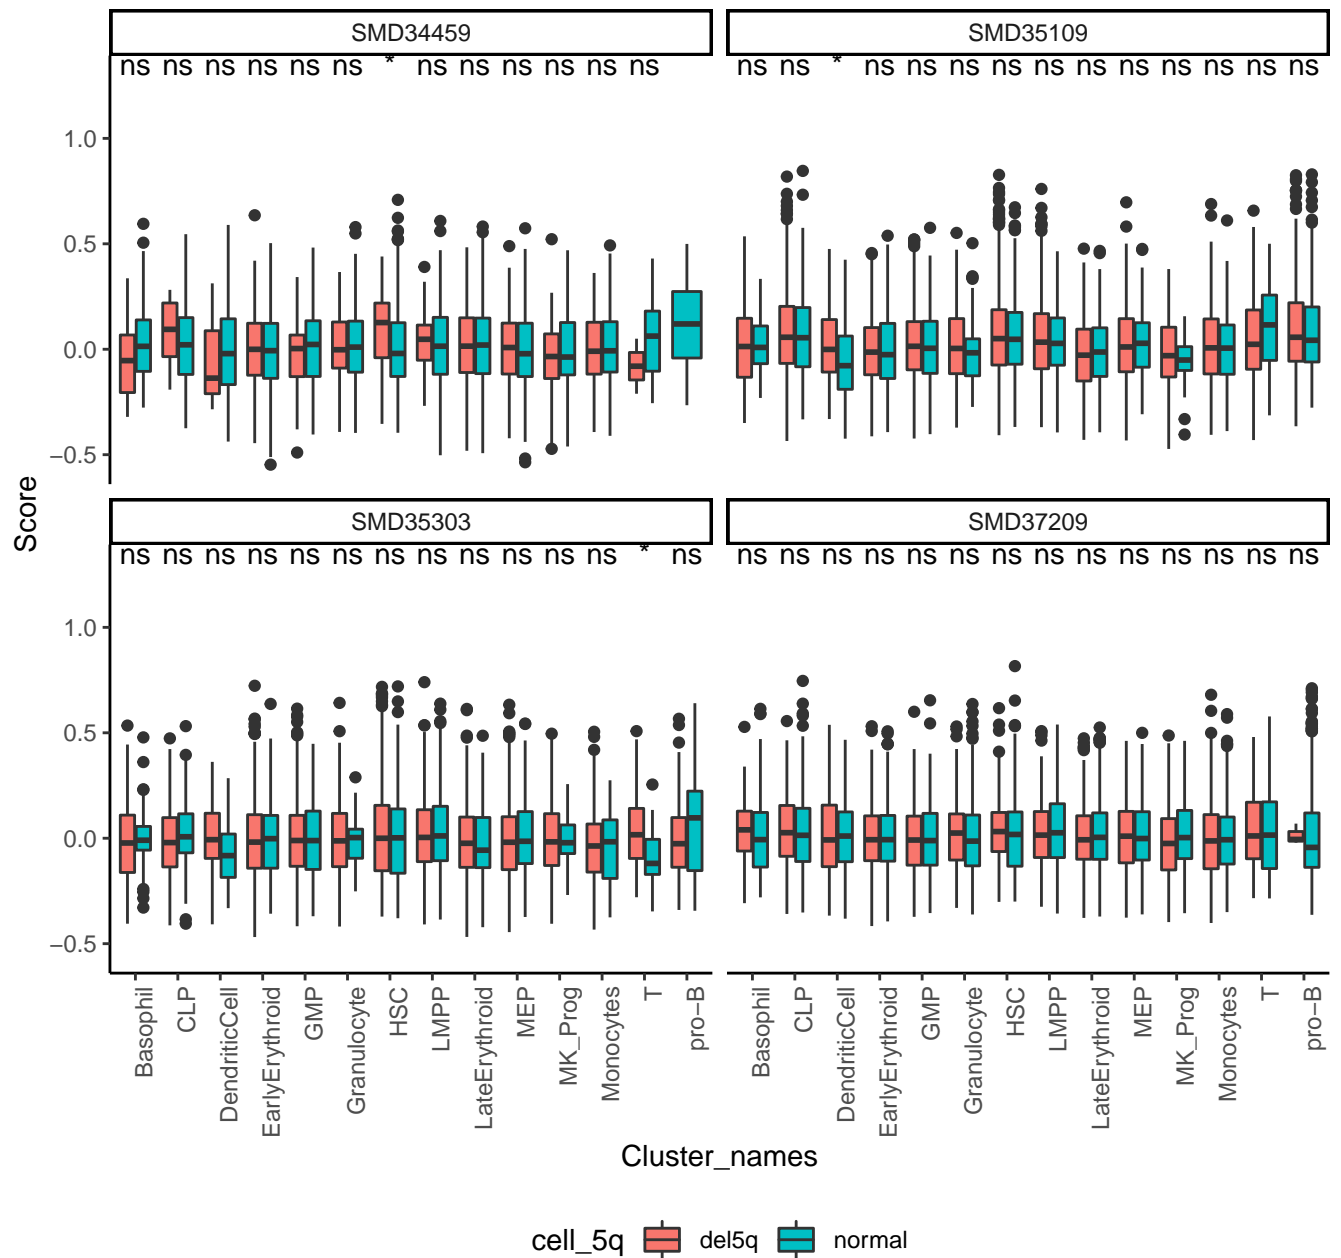 SMD34459 SMD35109
ns ns ns ns ns ns * ns ns ns ns ns ns ns ns * ns ns ns ns ns ns ns ns ns ns ns
1.0
0.5
0.0
−0.5
Score
SMD35303 SMD37209
ns ns ns ns ns ns ns ns ns ns ns ns * ns ns ns ns ns ns ns ns ns ns ns ns ns ns ns
1.0
0.5
0.0
−0.5
Basophil CLP DendriticCell EarlyErythroid GMP Granulocyte HSC LMPP LateErythroid MEP MK_Prog Monocytes T pro−B Basophil CLP DendriticCell EarlyErythroid GMP Granulocyte HSC LMPP LateErythroid MEP MK_Prog Monocytes T pro−B
Cluster_names
cell_5q del5q normal